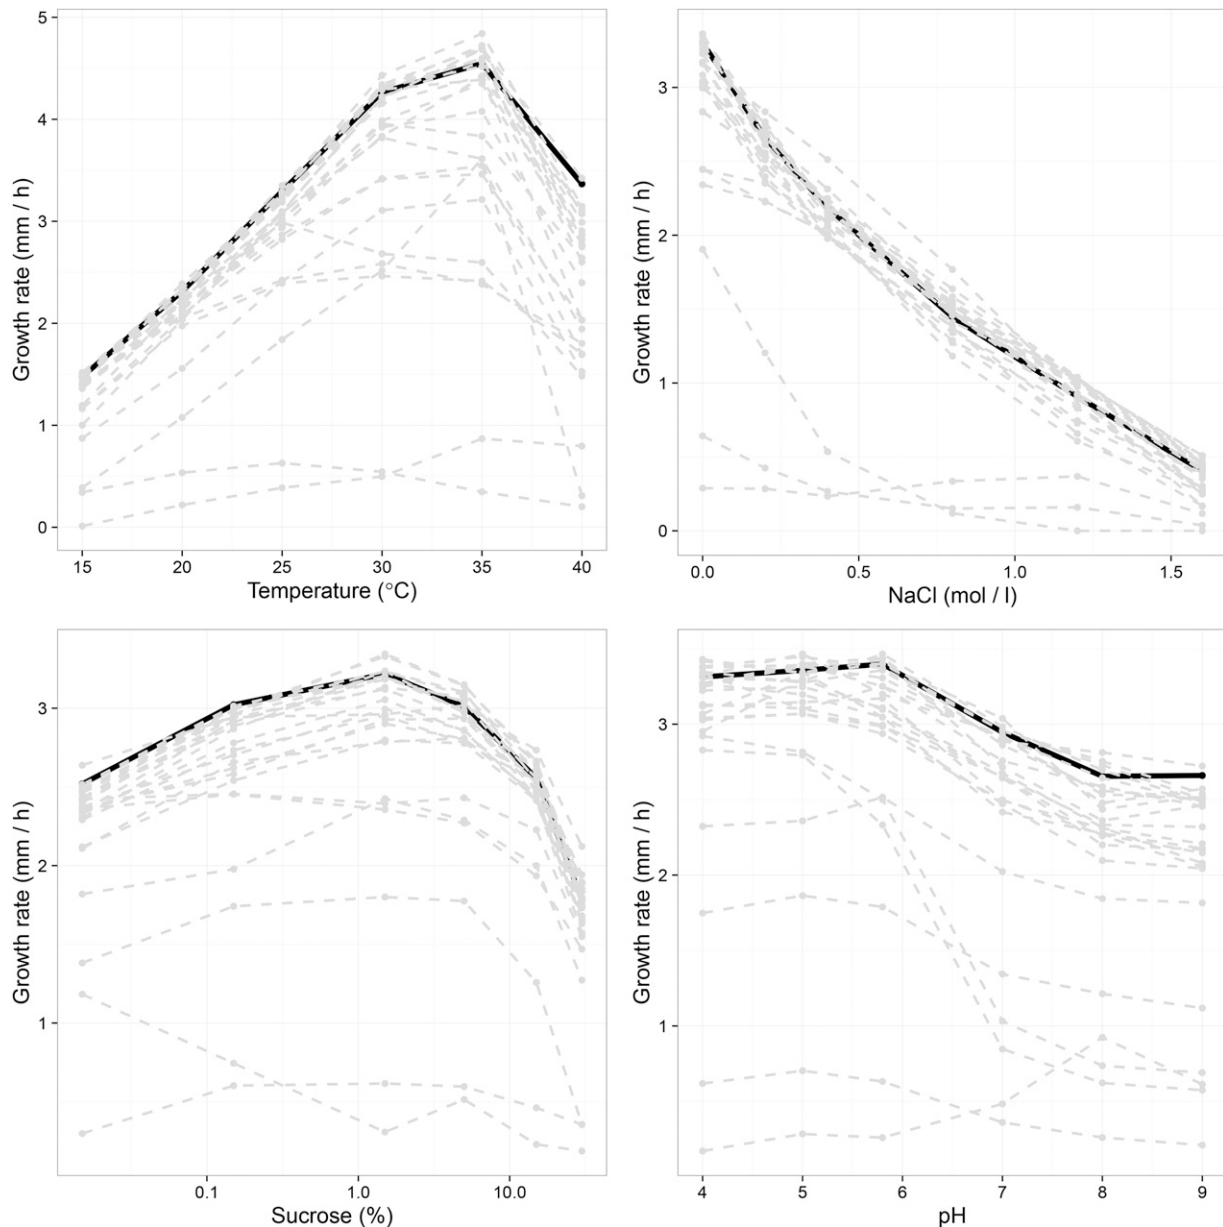 5
4
3
2
1
0
Growth rate (mm / h)
15 20 25 30 35 40
Temperature (°C)
3
2
1
0
Growth rate (mm / h)
0.0 0.5 1.0 1.5
NaCl (mol / l)
3
2
1
Growth rate (mm / h)
0.1 1.0 10.0
Sucrose (%)
3
2
1
Growth rate (mm / h)
4 5 6 7 8 9
pH